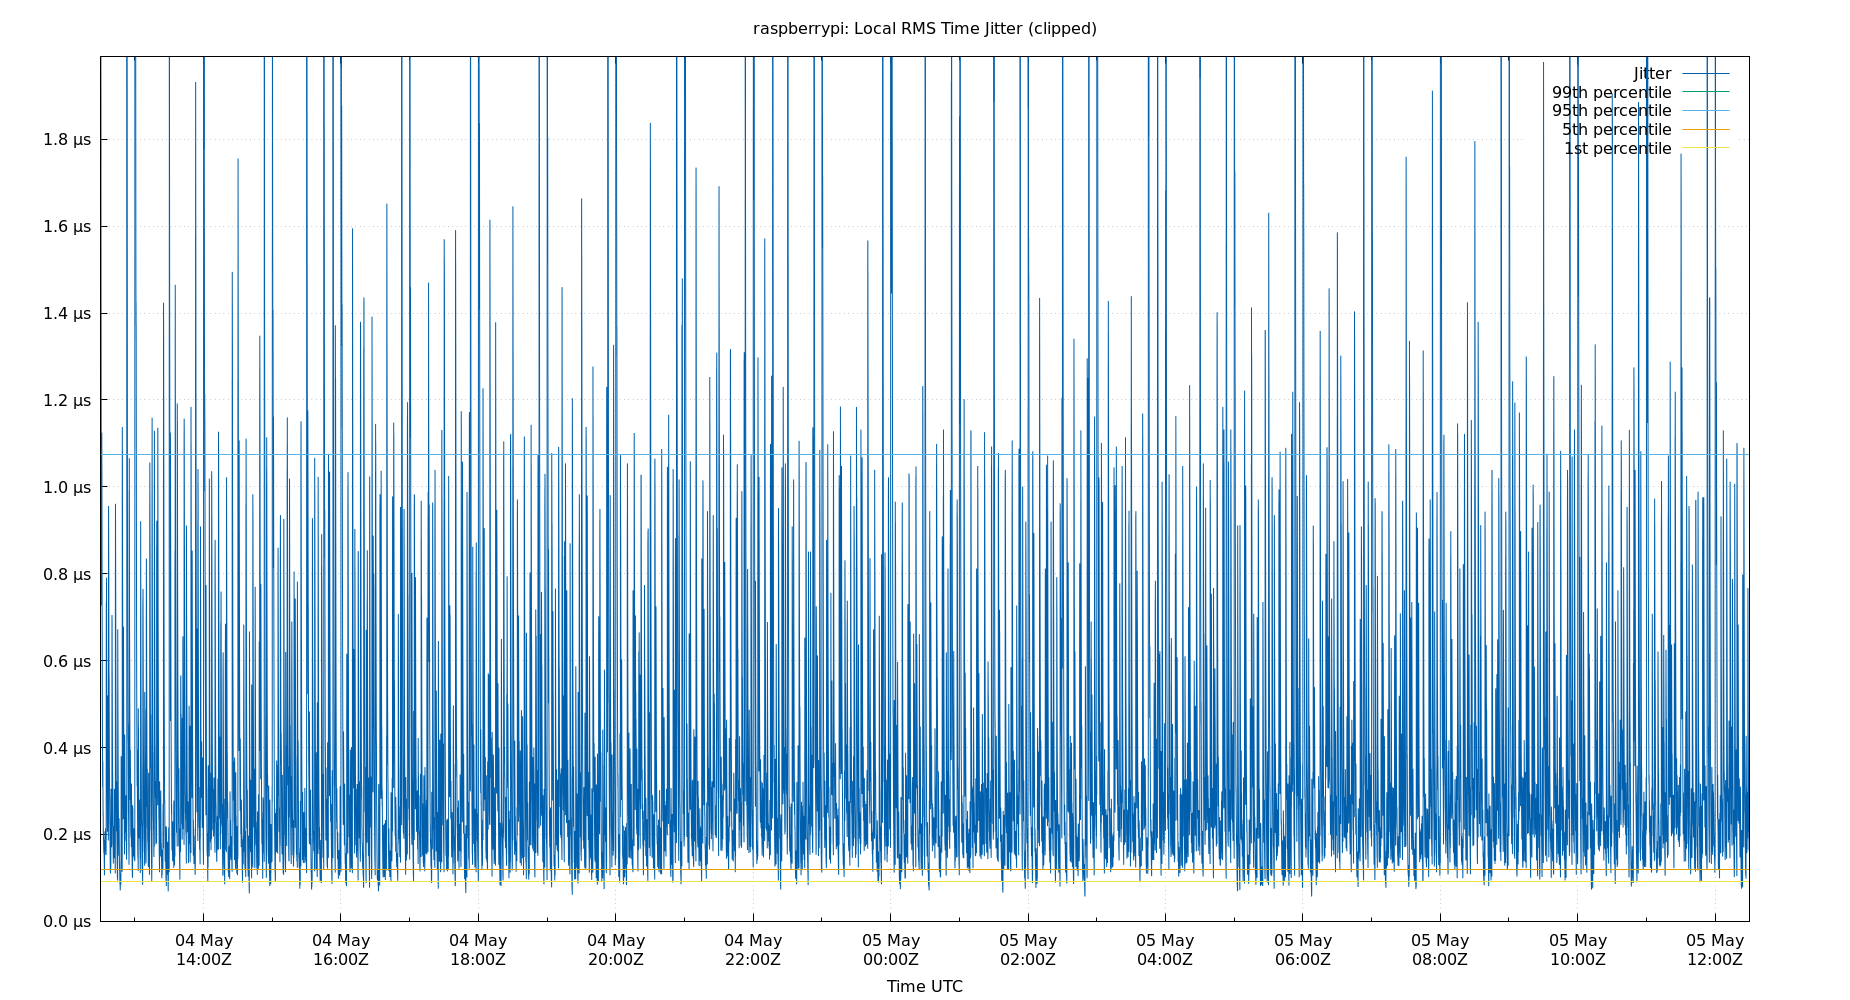 raspberrypi: Local RMS Time Jitter (clipped)
Jitter
99th percentile
95th percentile
5th percentile
1st percentile
1.8 μs
1.6 μs
1.4 μs
1.2 μs
1.0 μs
0.8 μs
0.6 μs
0.4 μs
0.2 μs
0.0 μs
04 May 04 May 04 May 04 May 04 May 05 May 05 May 05 May 05 May 05 May 05 May 05 May
14:00Z 16:00Z 18:00Z 20:00Z 22:00Z 00:00Z 02:00Z 04:00Z 06:00Z 08:00Z 10:00Z 12:00Z
Time UTC